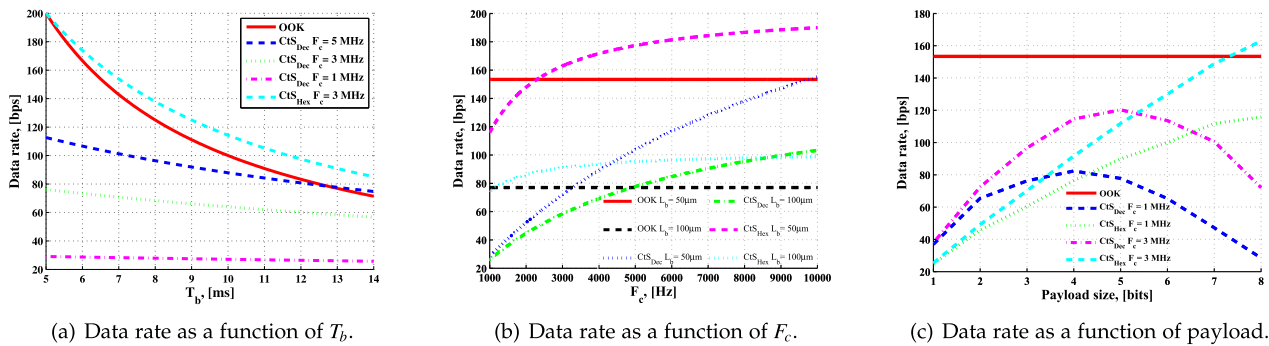 200
180
160
140
120
100
80
60
40
20
Data rate, [bps]
5 6 7 8 9 10 11 12 13 14
T_b, [ms]
OOK
CtS_Dec F_c = 5 MHz
CtS_Dec F_c = 3 MHz
CtS_Dec F_c = 1 MHz
CtS_Hex F_c = 3 MHz
(a) Data rate as a function of T_b.
200
180
160
140
120
100
80
60
40
20
Data rate, [bps]
1000 2000 3000 4000 5000 6000 7000 8000 9000 10000
F_c, [Hz]
OOK L_b = 50μm
OOK L_b = 100μm
CtS_Dec L_b = 50μm
CtS_Dec L_b = 100μm
CtS_Hex L_b = 50μm
CtS_Hex L_b = 100μm
(b) Data rate as a function of F_c.
180
160
140
120
100
80
60
40
20
Data rate, [bps]
1 2 3 4 5 6 7 8
Payload size, [bits]
OOK
CtS_Dec F_c = 1 MHz
CtS_Hex F_c = 1 MHz
CtS_Dec F_c = 3 MHz
CtS_Hex F_c = 3 MHz
(c) Data rate as a function of payload.